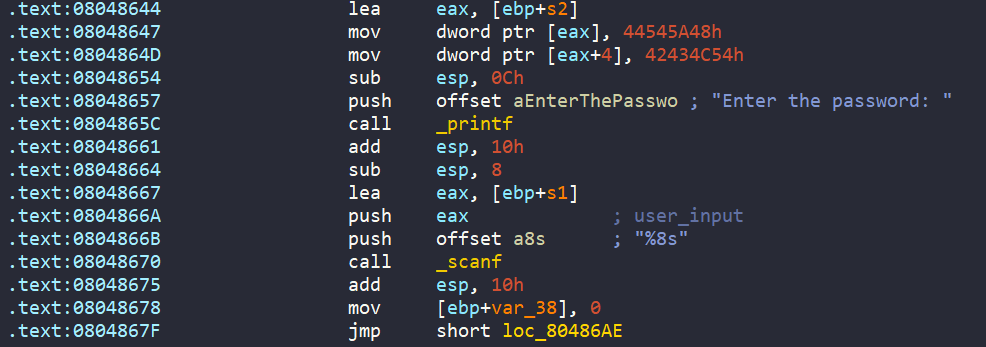 .text:08048644 lea eax, [ebp+s2]
.text:08048647 mov dword ptr [eax], 44545A48h
.text:0804864D mov dword ptr [eax+4], 42434C54h
.text:08048654 sub esp, 0Ch
.text:08048657 push offset aEnterThePasswo ; "Enter the password: "
.text:0804865C call _printf
.text:08048661 add esp, 10h
.text:08048664 sub esp, 8
.text:08048667 lea eax, [ebp+s1]
.text:0804866A push eax ; user_input
.text:0804866B push offset a8s ; "%8s"
.text:08048670 call _scanf
.text:08048675 add esp, 10h
.text:08048678 mov [ebp+var_38], 0
.text:0804867F jmp short loc_80486AE